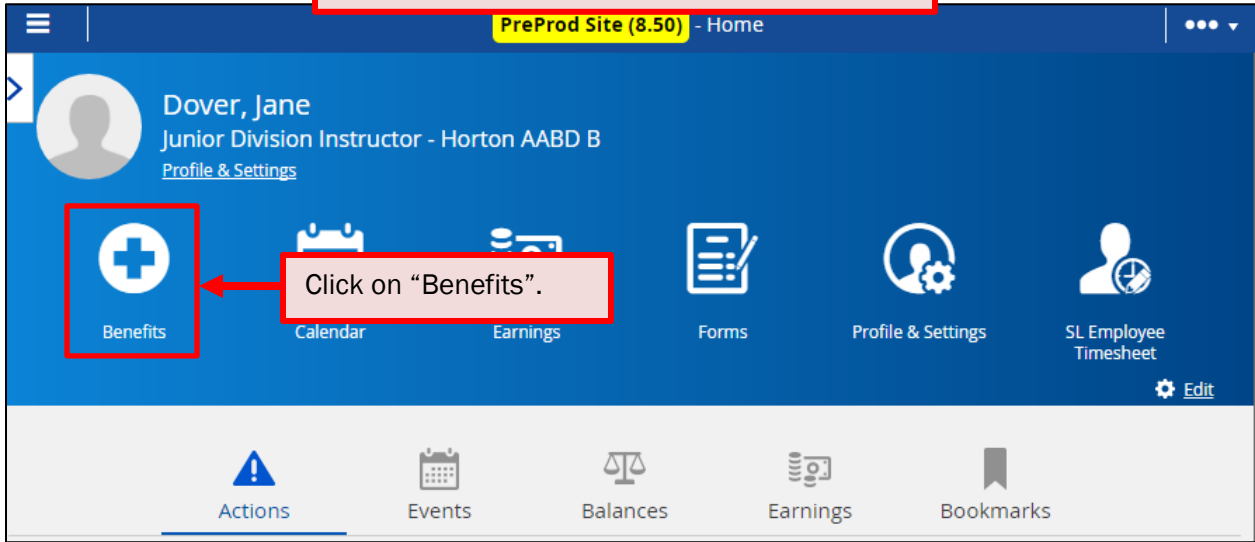 PreProd Site (8.50) - Home
Dover, Jane
Junior Division Instructor - Horton AABD B
Profile & Settings
Click on “Benefits”.
Benefits
Calendar
Earnings
Forms
Profile & Settings
SL Employee
Timesheet
Edit
Actions
Events
Balances
Earnings
Bookmarks